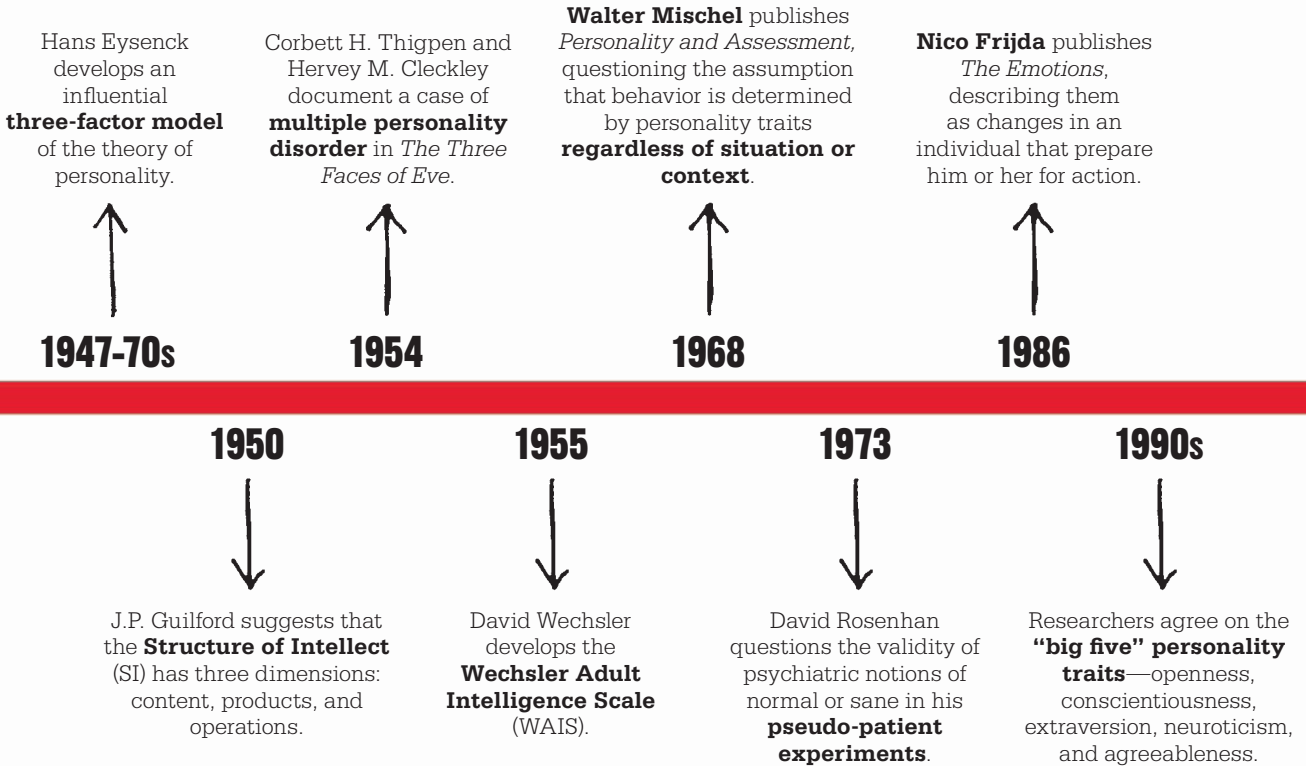 Hans Eysenck
develops an
influential
three-factor model
of the theory of
personality.
Corbett H. Thigpen and
Hervey M. Cleckley
document a case of
multiple personality
disorder in The Three
Faces of Eve.
Walter Mischel publishes
Personality and Assessment,
questioning the assumption
that behavior is determined
by personality traits
regardless of situation or
context.
Nico Frijda publishes
The Emotions,
describing them
as changes in an
individual that prepare
him or her for action.
1947–70s
1954
1968
1986
1950
1955
1973
1990s
J.P. Guilford suggests that
the Structure of Intellect
(SI) has three dimensions:
content, products, and
operations.
David Wechsler
develops the
Wechsler Adult
Intelligence Scale
(WAIS).
David Rosenhan
questions the validity of
psychiatric notions of
normal or sane in his
pseudo-patient
experiments.
Researchers agree on the
“big five” personality
traits—openness,
conscientiousness,
extraversion, neuroticism,
and agreeableness.